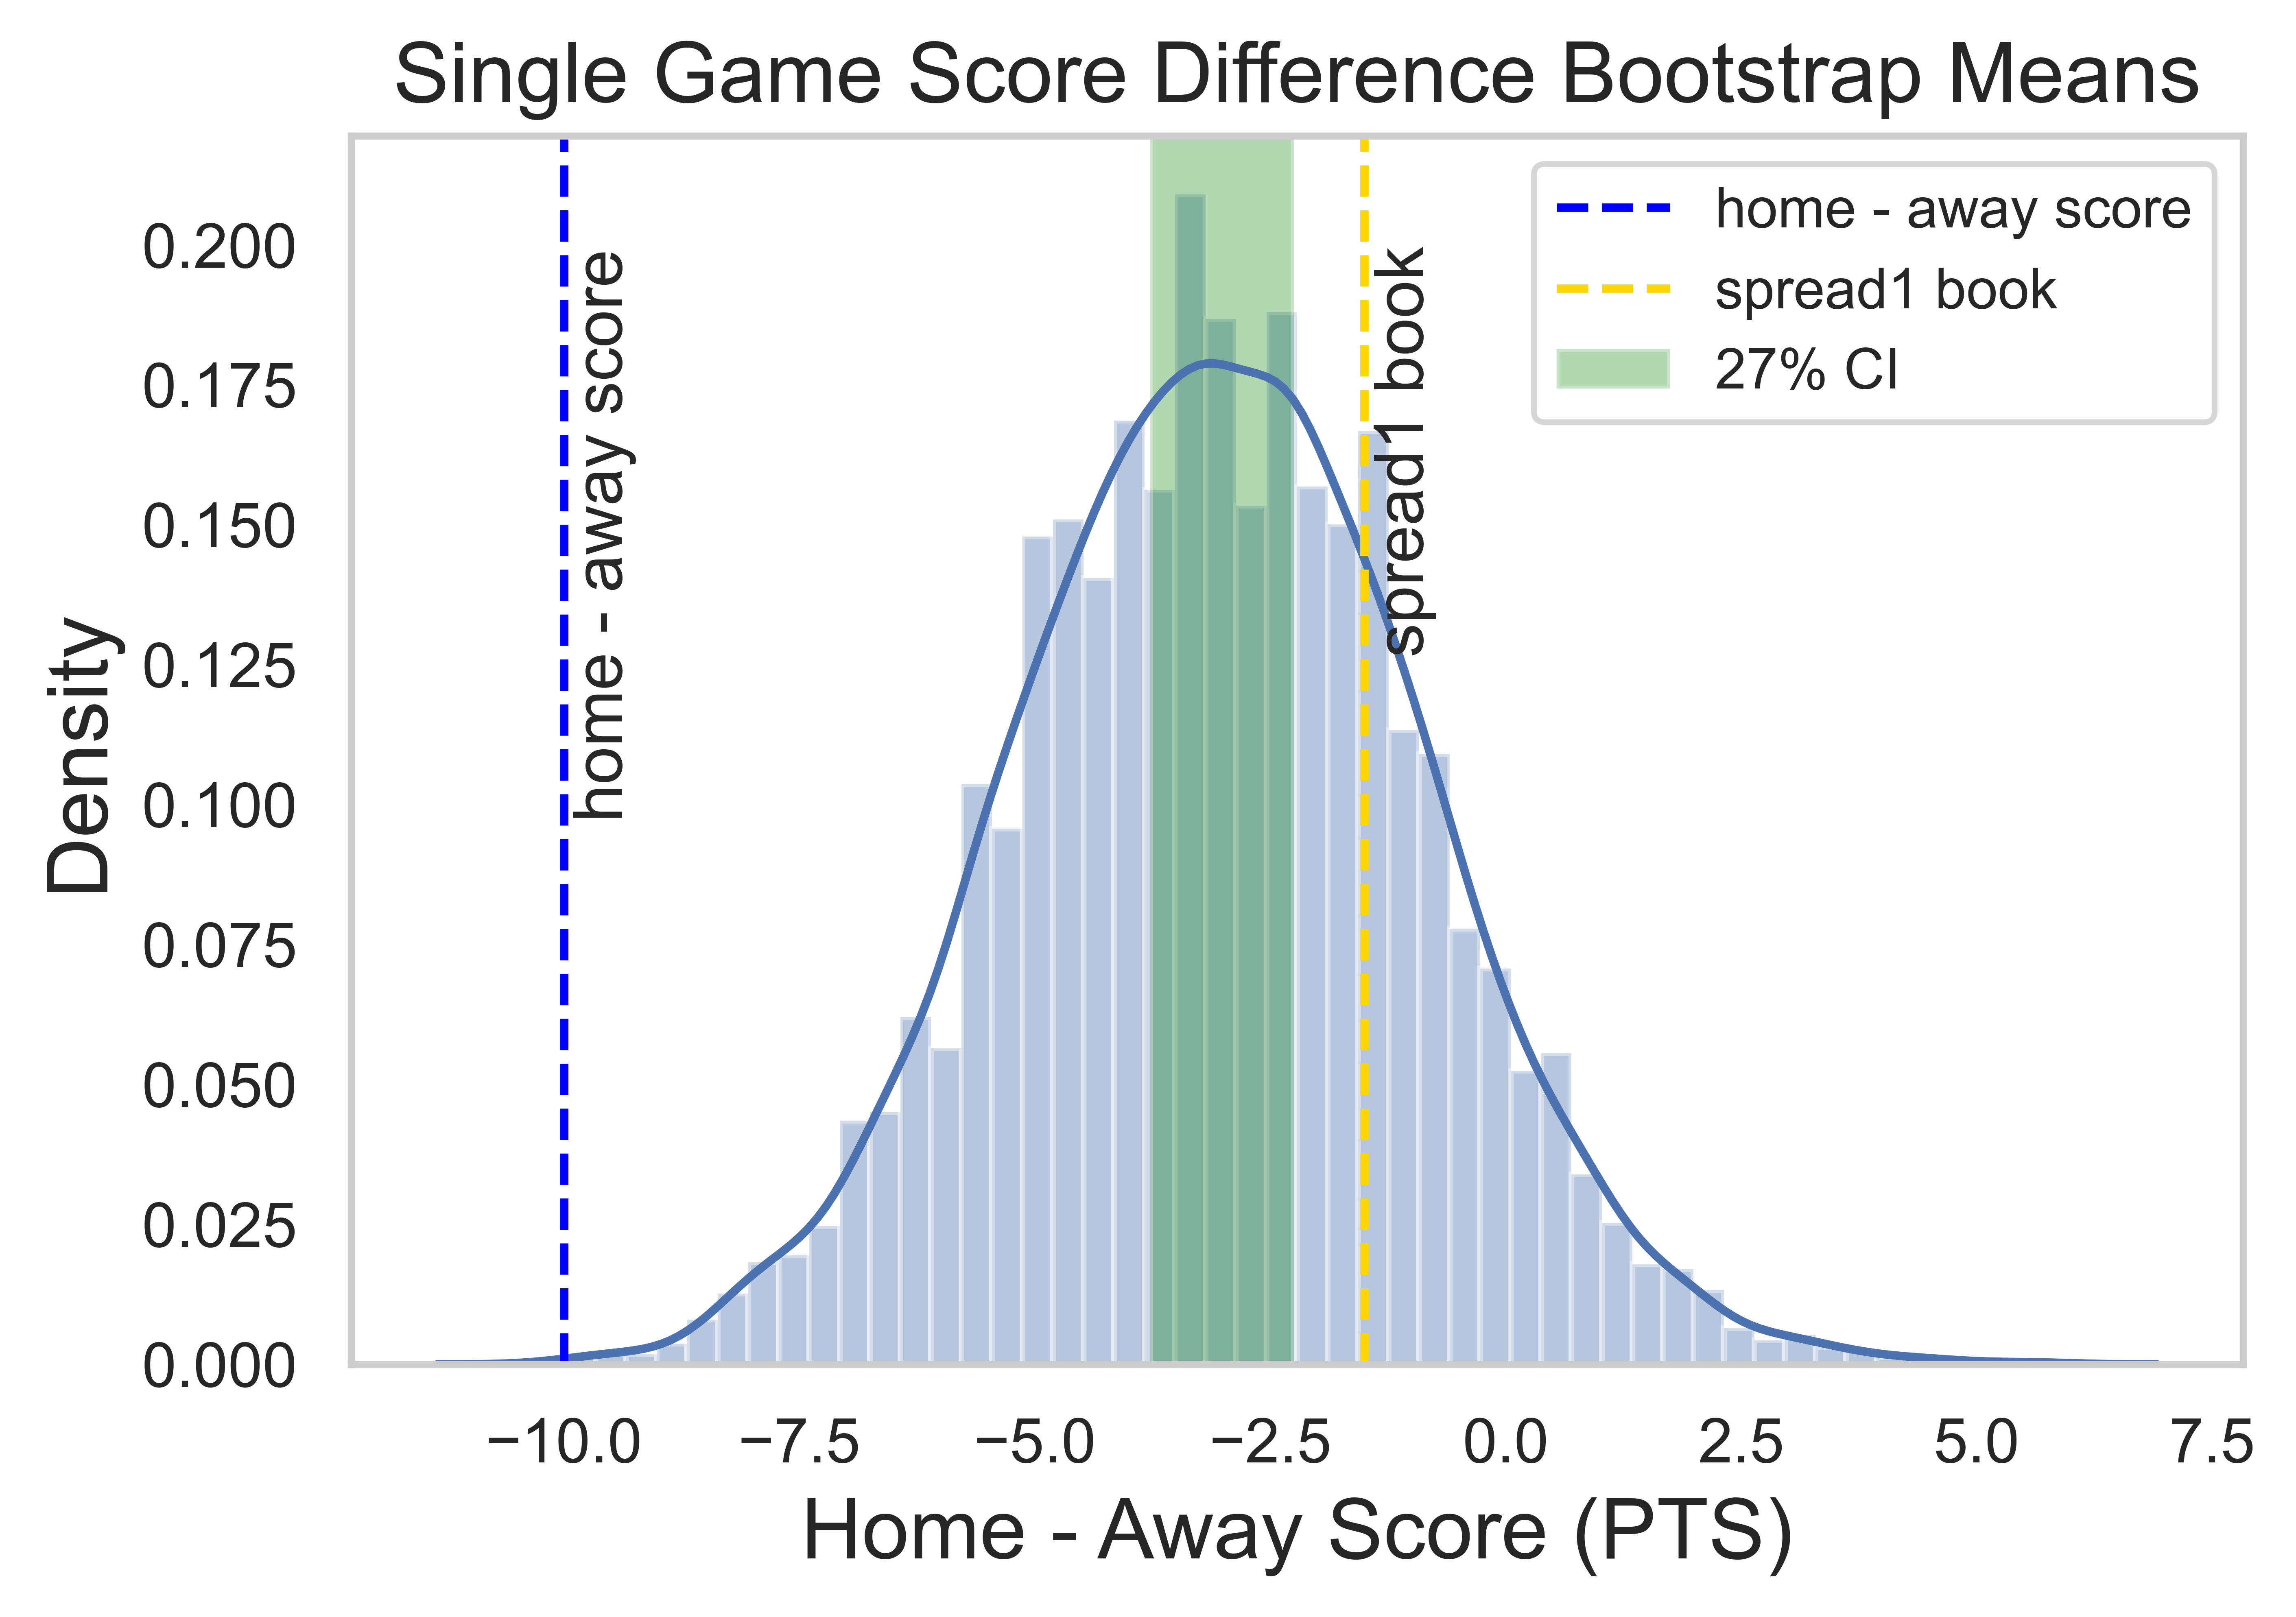 Single Game Score Difference Bootstrap Means
home - away score
spread1 book
27% CI
home - away score
spread1 book
Density
0.200
0.175
0.150
0.125
0.100
0.075
0.050
0.025
0.000
−10.0 −7.5 −5.0 −2.5 0.0 2.5 5.0 7.5
Home - Away Score (PTS)